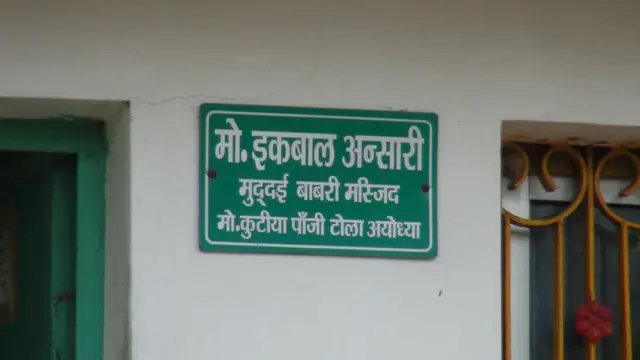 मो. इकबाल अन्सारी
मुद्दई बाबरी मस्जिद
मो.कुटीया पाँजी टोला अयोध्या